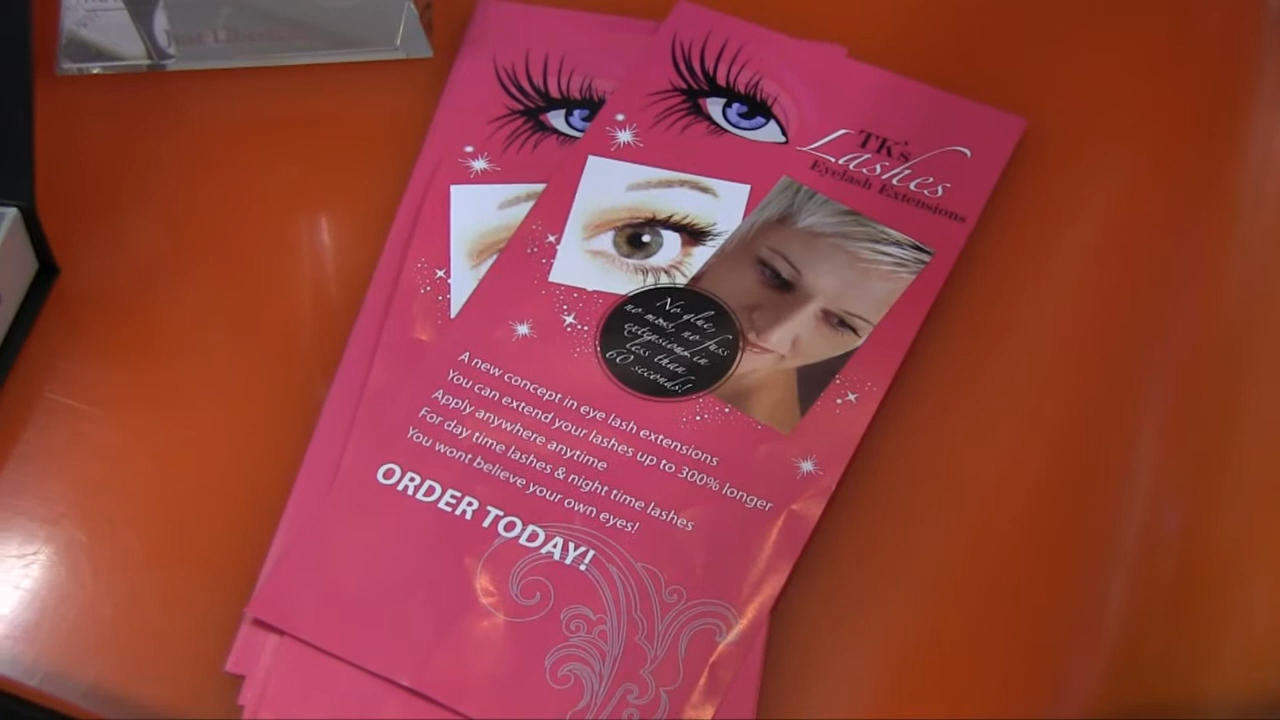 TK's
Lashes
Eyelash Extensions
No glue,
no mess, no fuss
extensions in
less than
60 seconds!
A new concept in eye lash extensions
You can extend your lashes up to 300% longer
Apply anywhere anytime
For day time lashes & night time lashes
You wont believe your own eyes!
ORDER TODAY!